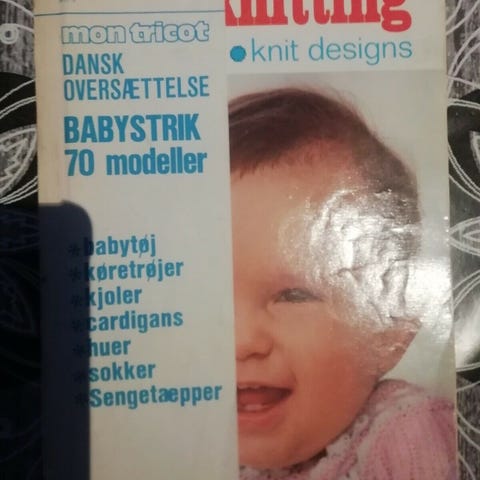 mon tricot
knitting
knit designs
DANSK
OVERSÆTTELSE
BABYSTRIK
70 modeller
*babytøj
*køretrøjer
*kjoler
*cardigans
*huer
*sokker
*Sengetæpper